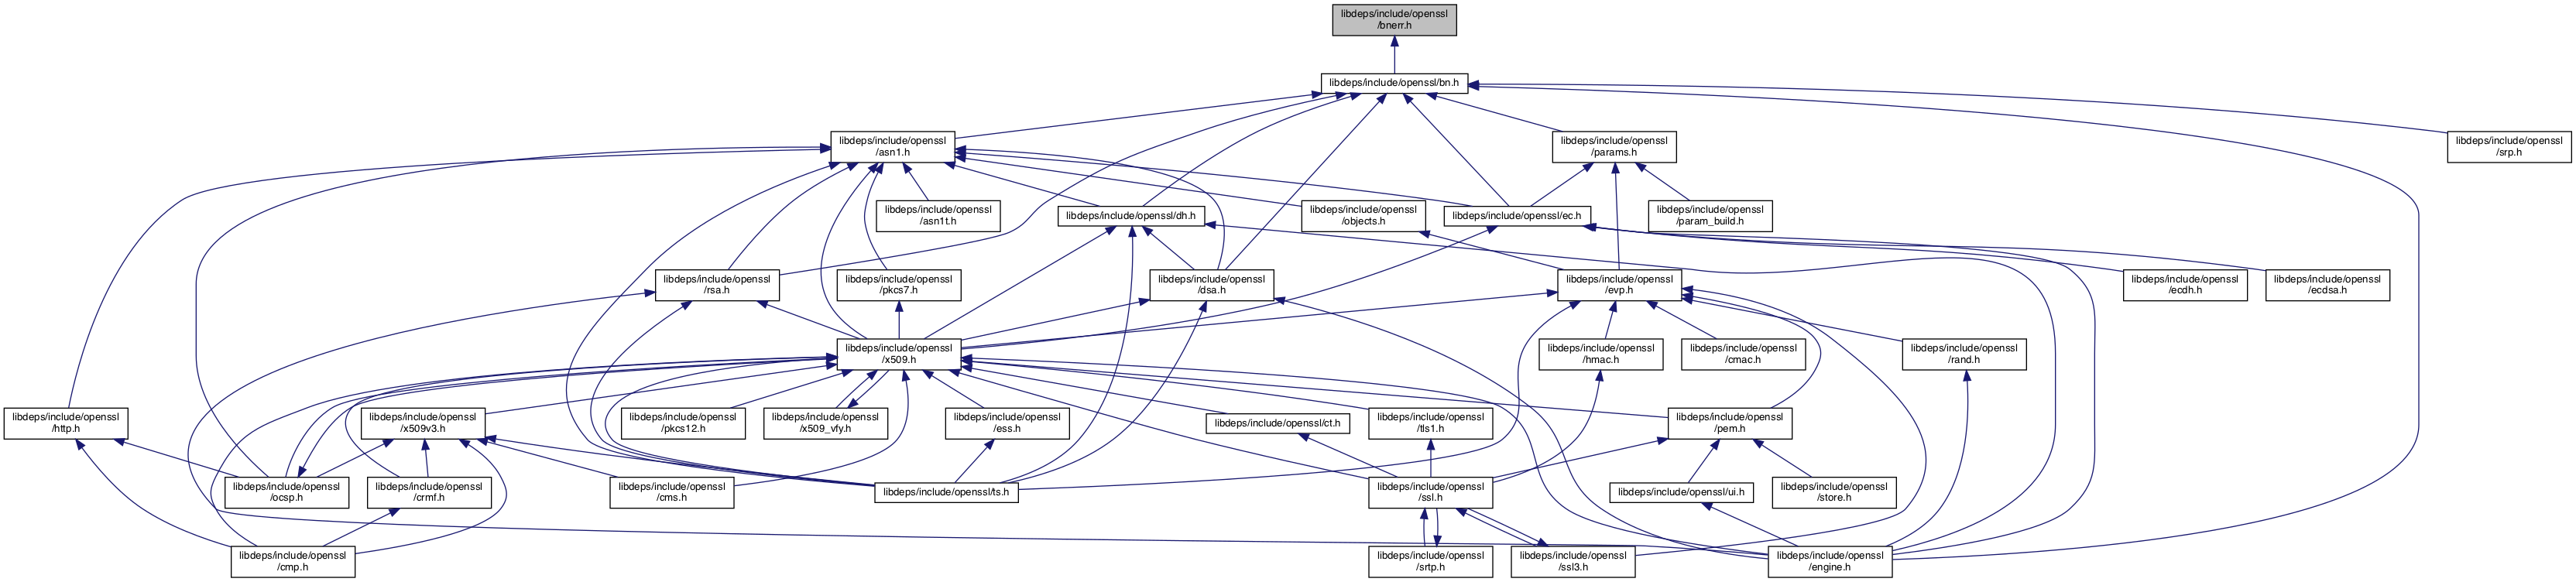 libdeps/include/openssl
/bnerr.h
libdeps/include/openssl/bn.h
libdeps/include/openssl
/asn1.h
libdeps/include/openssl
/params.h
libdeps/include/openssl
/srp.h
libdeps/include/openssl
/asn1t.h
libdeps/include/openssl/dh.h
libdeps/include/openssl
/objects.h
libdeps/include/openssl/ec.h
libdeps/include/openssl
/param_build.h
libdeps/include/openssl
/rsa.h
libdeps/include/openssl
/pkcs7.h
libdeps/include/openssl
/dsa.h
libdeps/include/openssl
/evp.h
libdeps/include/openssl
/ecdh.h
libdeps/include/openssl
/ecdsa.h
libdeps/include/openssl
/x509.h
libdeps/include/openssl
/hmac.h
libdeps/include/openssl
/cmac.h
libdeps/include/openssl
/rand.h
libdeps/include/openssl
/http.h
libdeps/include/openssl
/x509v3.h
libdeps/include/openssl
/pkcs12.h
libdeps/include/openssl
/x509_vfy.h
libdeps/include/openssl
/ess.h
libdeps/include/openssl/ct.h
libdeps/include/openssl
/tls1.h
libdeps/include/openssl
/pem.h
libdeps/include/openssl
/ocsp.h
libdeps/include/openssl
/crmf.h
libdeps/include/openssl
/cms.h
libdeps/include/openssl/ts.h
libdeps/include/openssl
/ssl.h
libdeps/include/openssl/ui.h
libdeps/include/openssl
/store.h
libdeps/include/openssl
/cmp.h
libdeps/include/openssl
/srtp.h
libdeps/include/openssl
/ssl3.h
libdeps/include/openssl
/engine.h